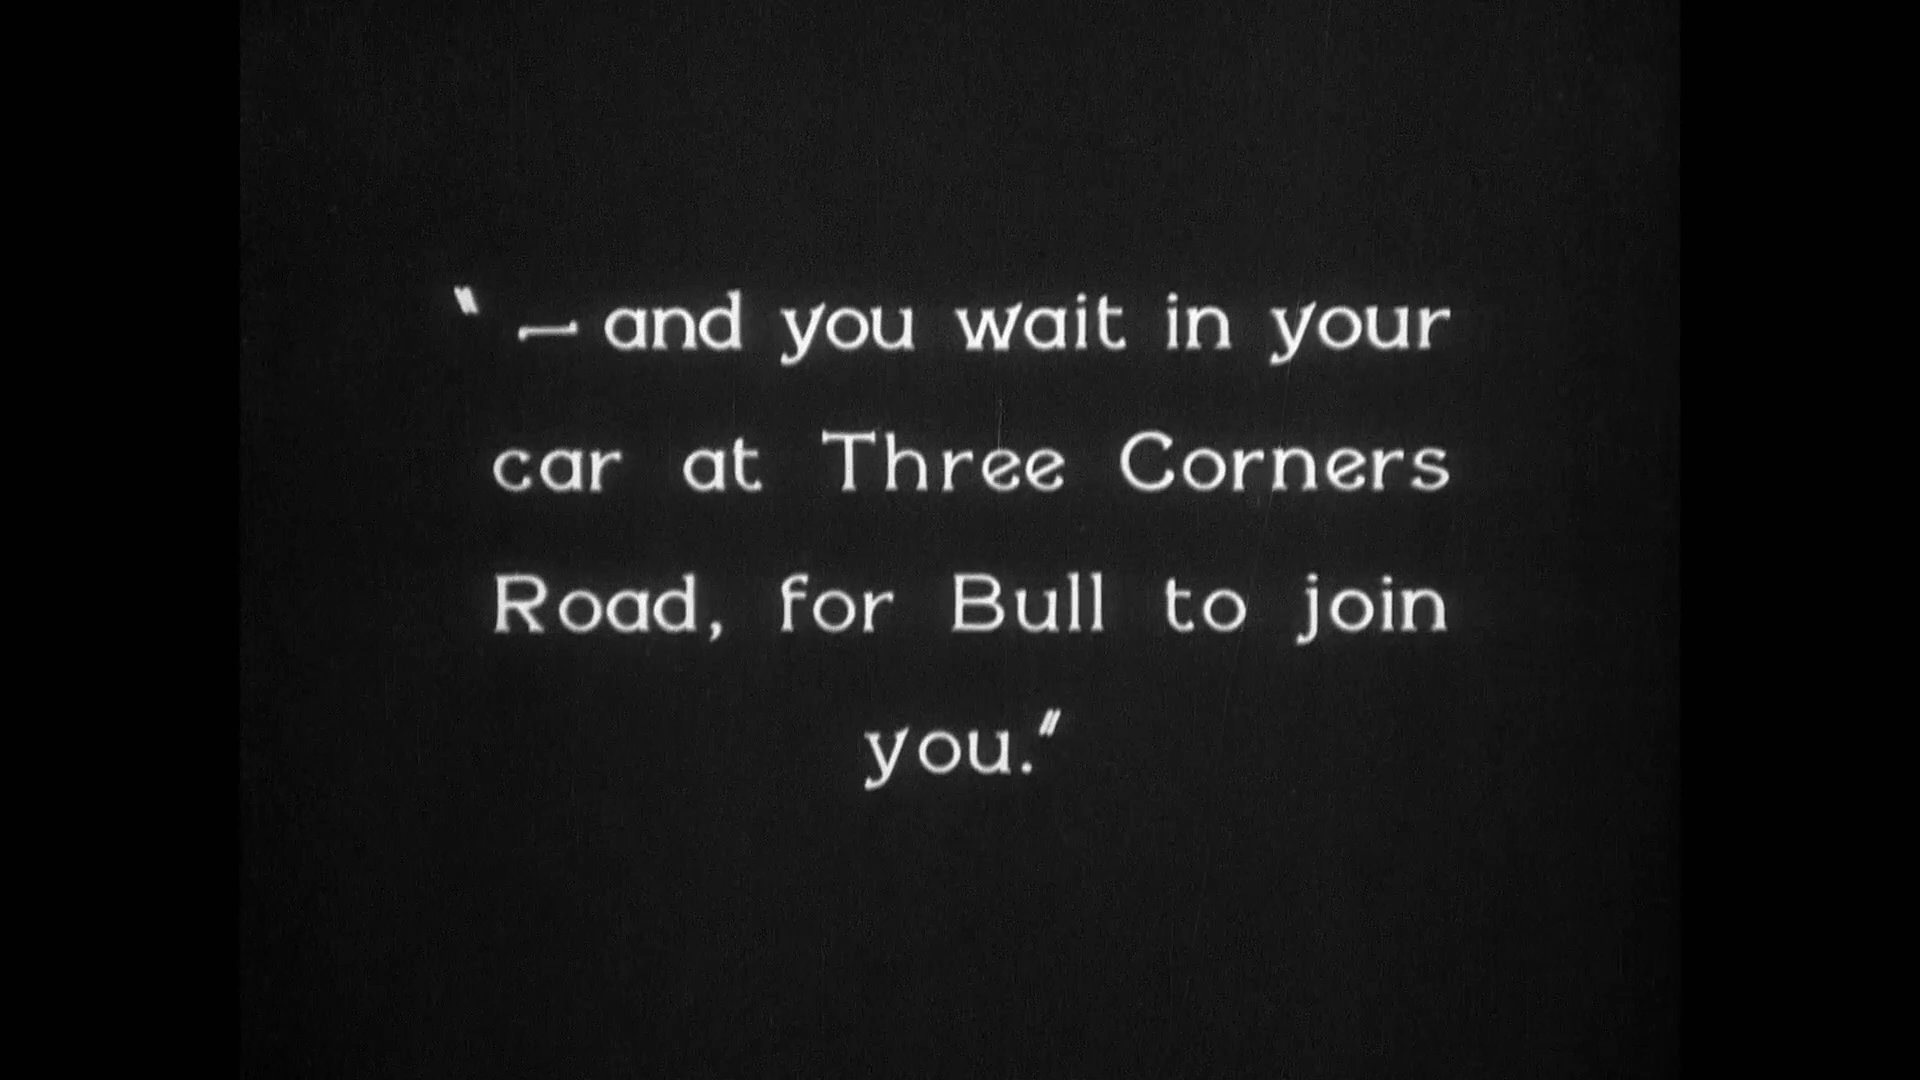 "— and you wait in your
car at Three Corners
Road, for Bull to join
you."